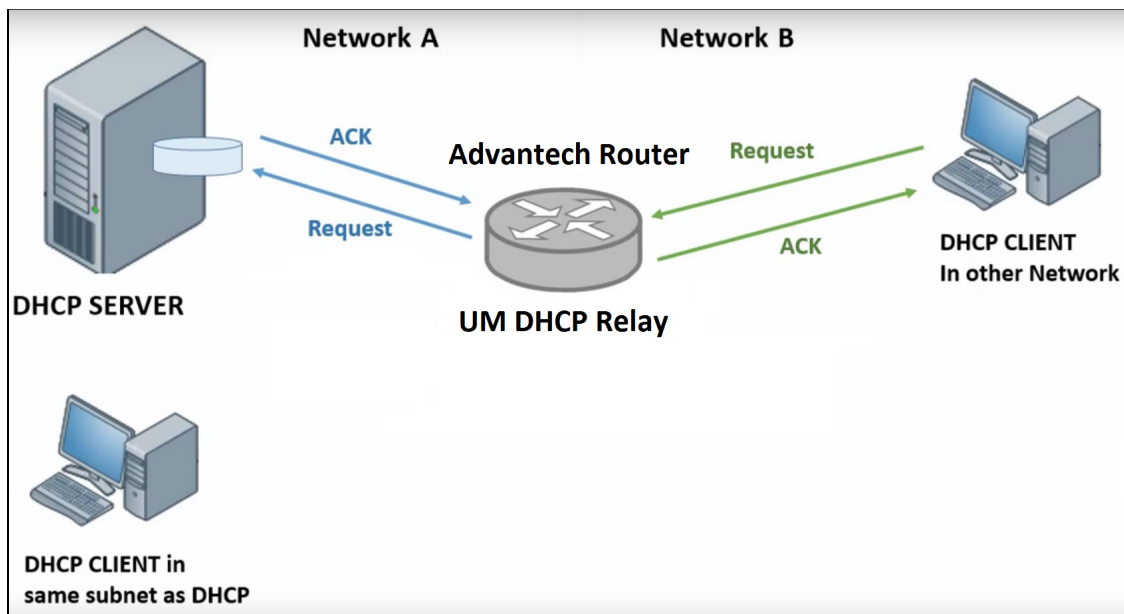 Network A
Network B
ACK
Advantech Router
Request
Request
ACK
DHCP CLIENT
In other Network
DHCP SERVER
UM DHCP Relay
DHCP CLIENT in
same subnet as DHCP